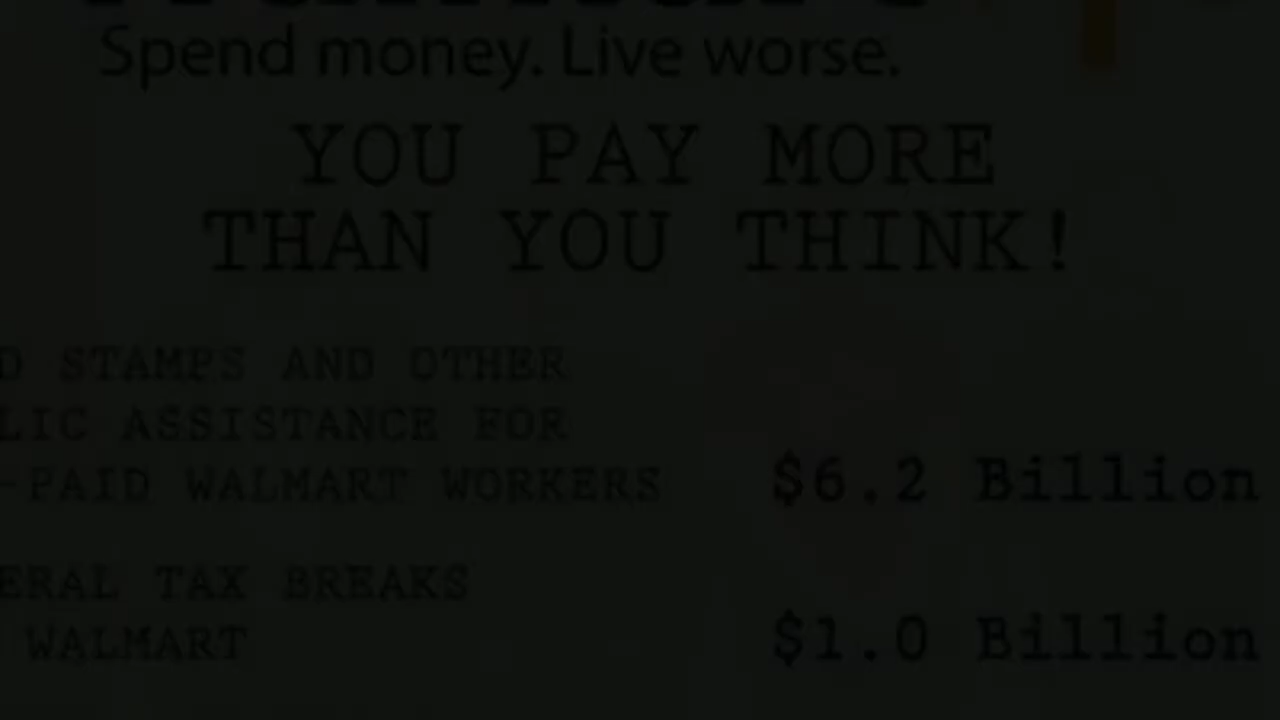 Spend money. Live worse.
YOU PAY MORE
THAN YOU THINK!
D STAMPS AND OTHER
LIC ASSISTANCE FOR
-PAID WALMART WORKERS $6.2 Billion
ERAL TAX BREAKS
WALMART $1.0 Billion